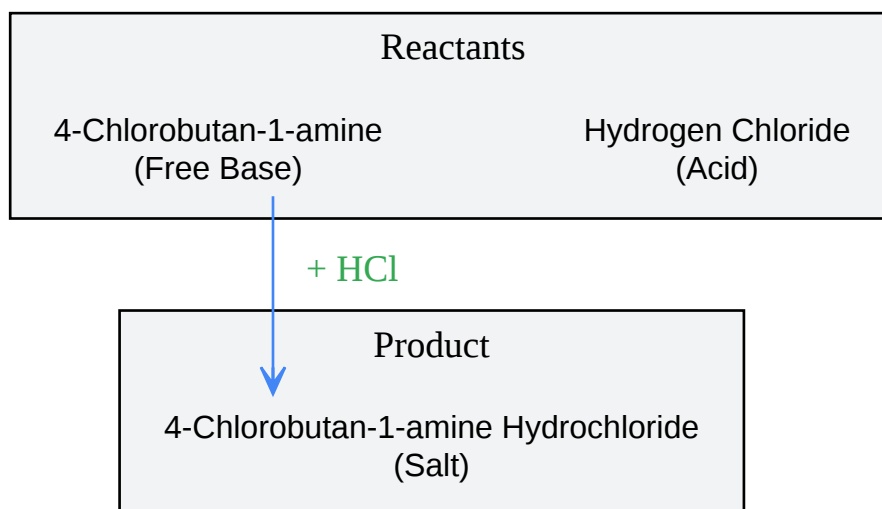 Reactants
4-Chlorobutan-1-amine
(Free Base)
Hydrogen Chloride
(Acid)
+ HCl
Product
4-Chlorobutan-1-amine Hydrochloride
(Salt)